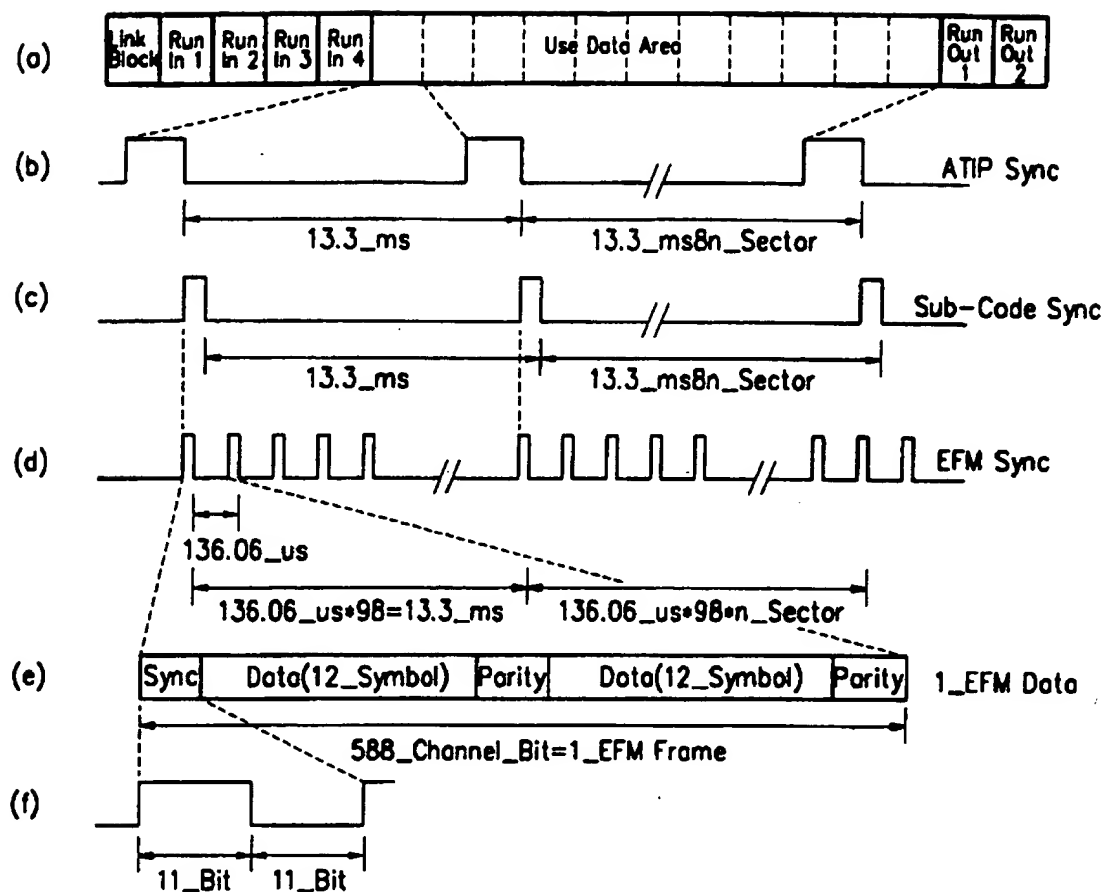 (a)
Link Block
Run In 1
Run In 2
Run In 3
Run In 4
Use Data Area
Run Out 1
Run Out 2
(b)
ATIP Sync
13.3_ms
13.3_ms8n_Sector
(c)
Sub-Code Sync
13.3_ms
13.3_ms8n_Sector
(d)
EFM Sync
136.06_us
136.06_us*98=13.3_ms
136.06_us*98*n_Sector
(e)
Sync
Data(12_Symbol)
Parity
Data(12_Symbol)
Parity
1_EFM Data
588_Channel_Bit=1_EFM Frame
(f)
11_Bit
11_Bit